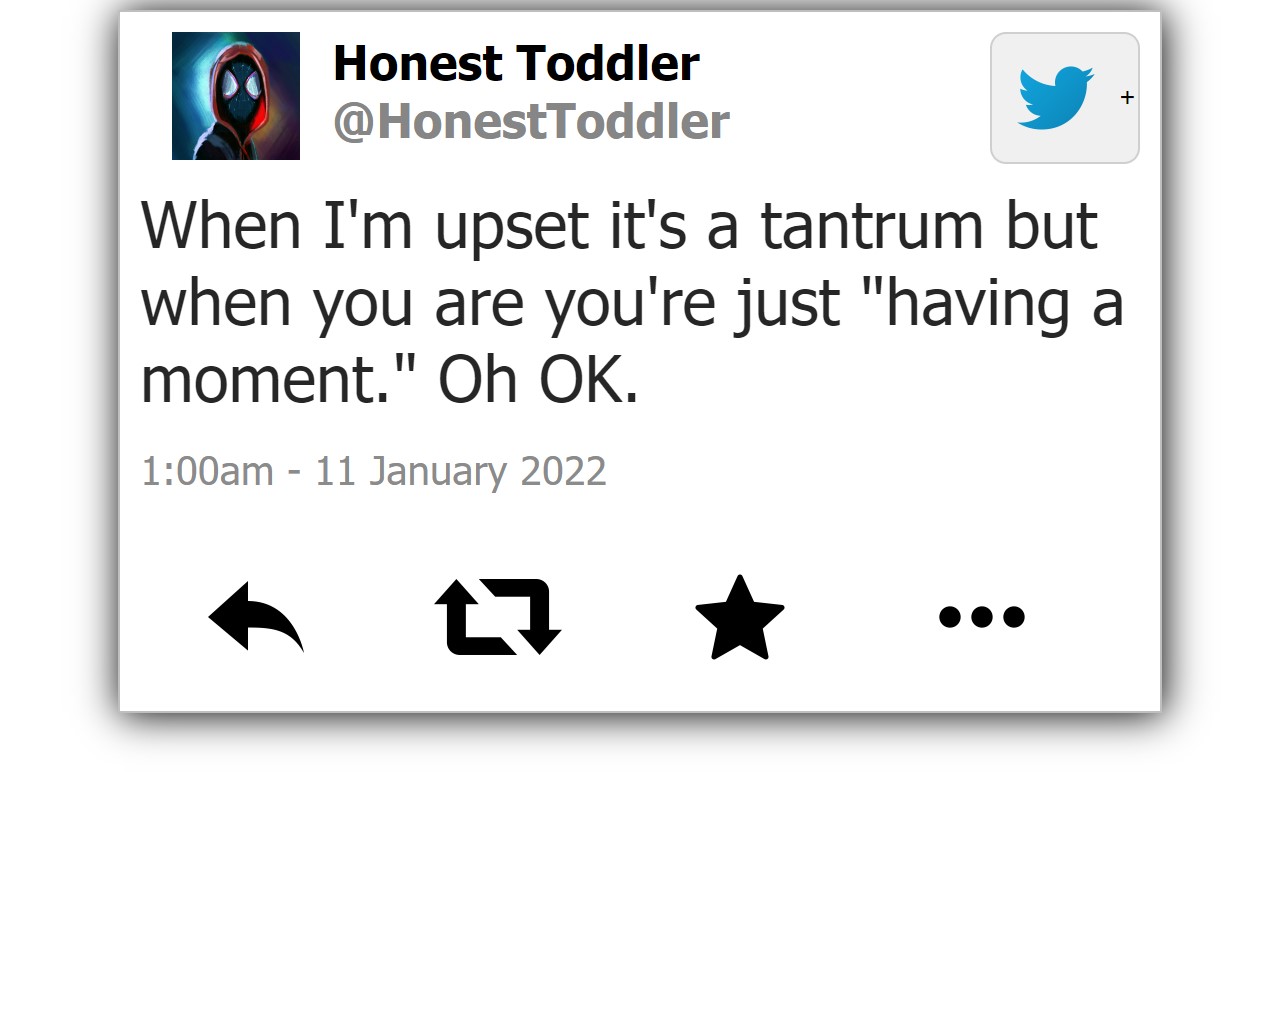 Honest Toddler
@HonestToddler
+
When I'm upset it's a tantrum but
when you are you're just "having a
moment." Oh OK.
1:00am - 11 January 2022